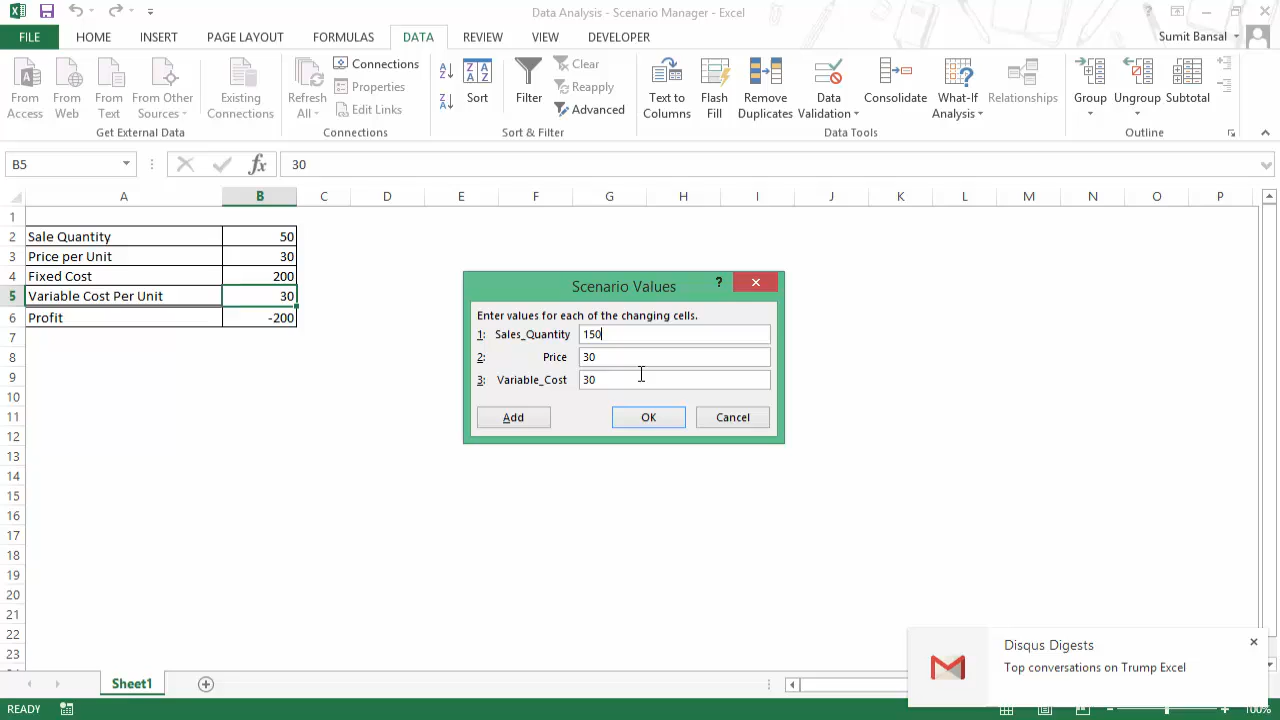 Data Analysis - Scenario Manager - Excel
?
FILE HOME INSERT PAGE LAYOUT FORMULAS DATA REVIEW VIEW DEVELOPER Sumit Bansal
From Access
From Web
From Text
From Other Sources
Existing Connections
Get External Data
Refresh All
Connections
Properties
Edit Links
Connections
Sort
Filter
Clear
Reapply
Advanced
Sort & Filter
Text to Columns
Flash Fill
Remove Duplicates
Data Validation
Consolidate
What-If Analysis
Relationships
Data Tools
Group
Ungroup
Subtotal
Outline
B5 fx 30
A B C D E F G H I J K L M N O P
1
2 Sale Quantity 50
3 Price per Unit 30
4 Fixed Cost 200
5 Variable Cost Per Unit 30
6 Profit -200
7
8
9
10
11
12
13
14
15
16
17
18
19
20
21
22
23
Scenario Values ?
Enter values for each of the changing cells.
1: Sales_Quantity 150
2: Price 30
3: Variable_Cost 30
Add OK Cancel
Disqus Digests
Top conversations on Trump Excel
Sheet1
READY 100%